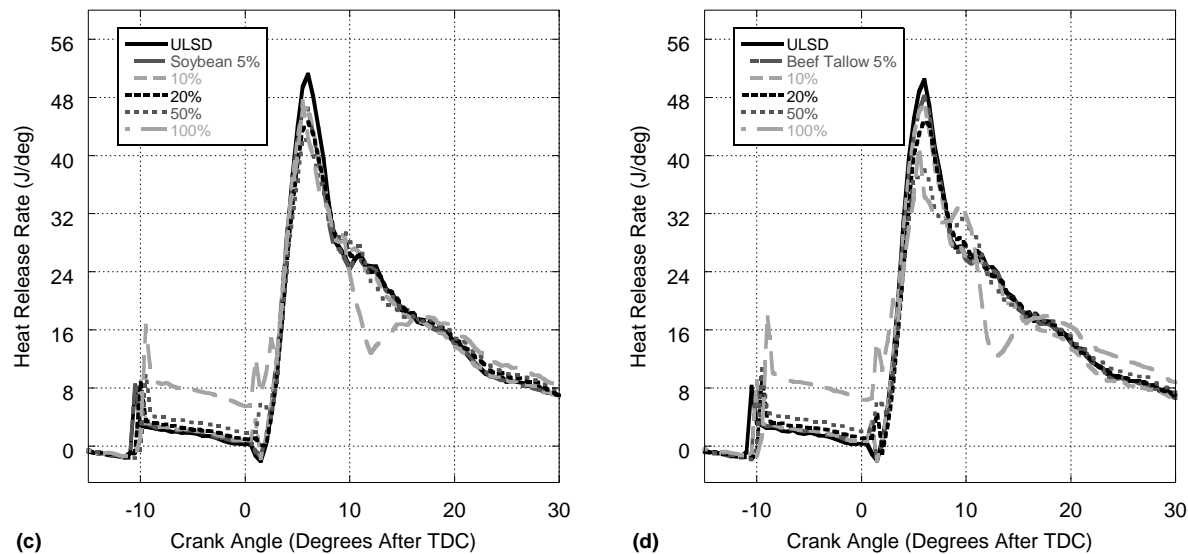 56
48
40
32
24
16
8
0
Heat Release Rate (J/deg)
ULSD
Soybean 5%
10%
20%
50%
100%
-10 0 10 20 30
(c) Crank Angle (Degrees After TDC)
56
48
40
32
24
16
8
0
Heat Release Rate (J/deg)
ULSD
Beef Tallow 5%
10%
20%
50%
100%
-10 0 10 20 30
(d) Crank Angle (Degrees After TDC)